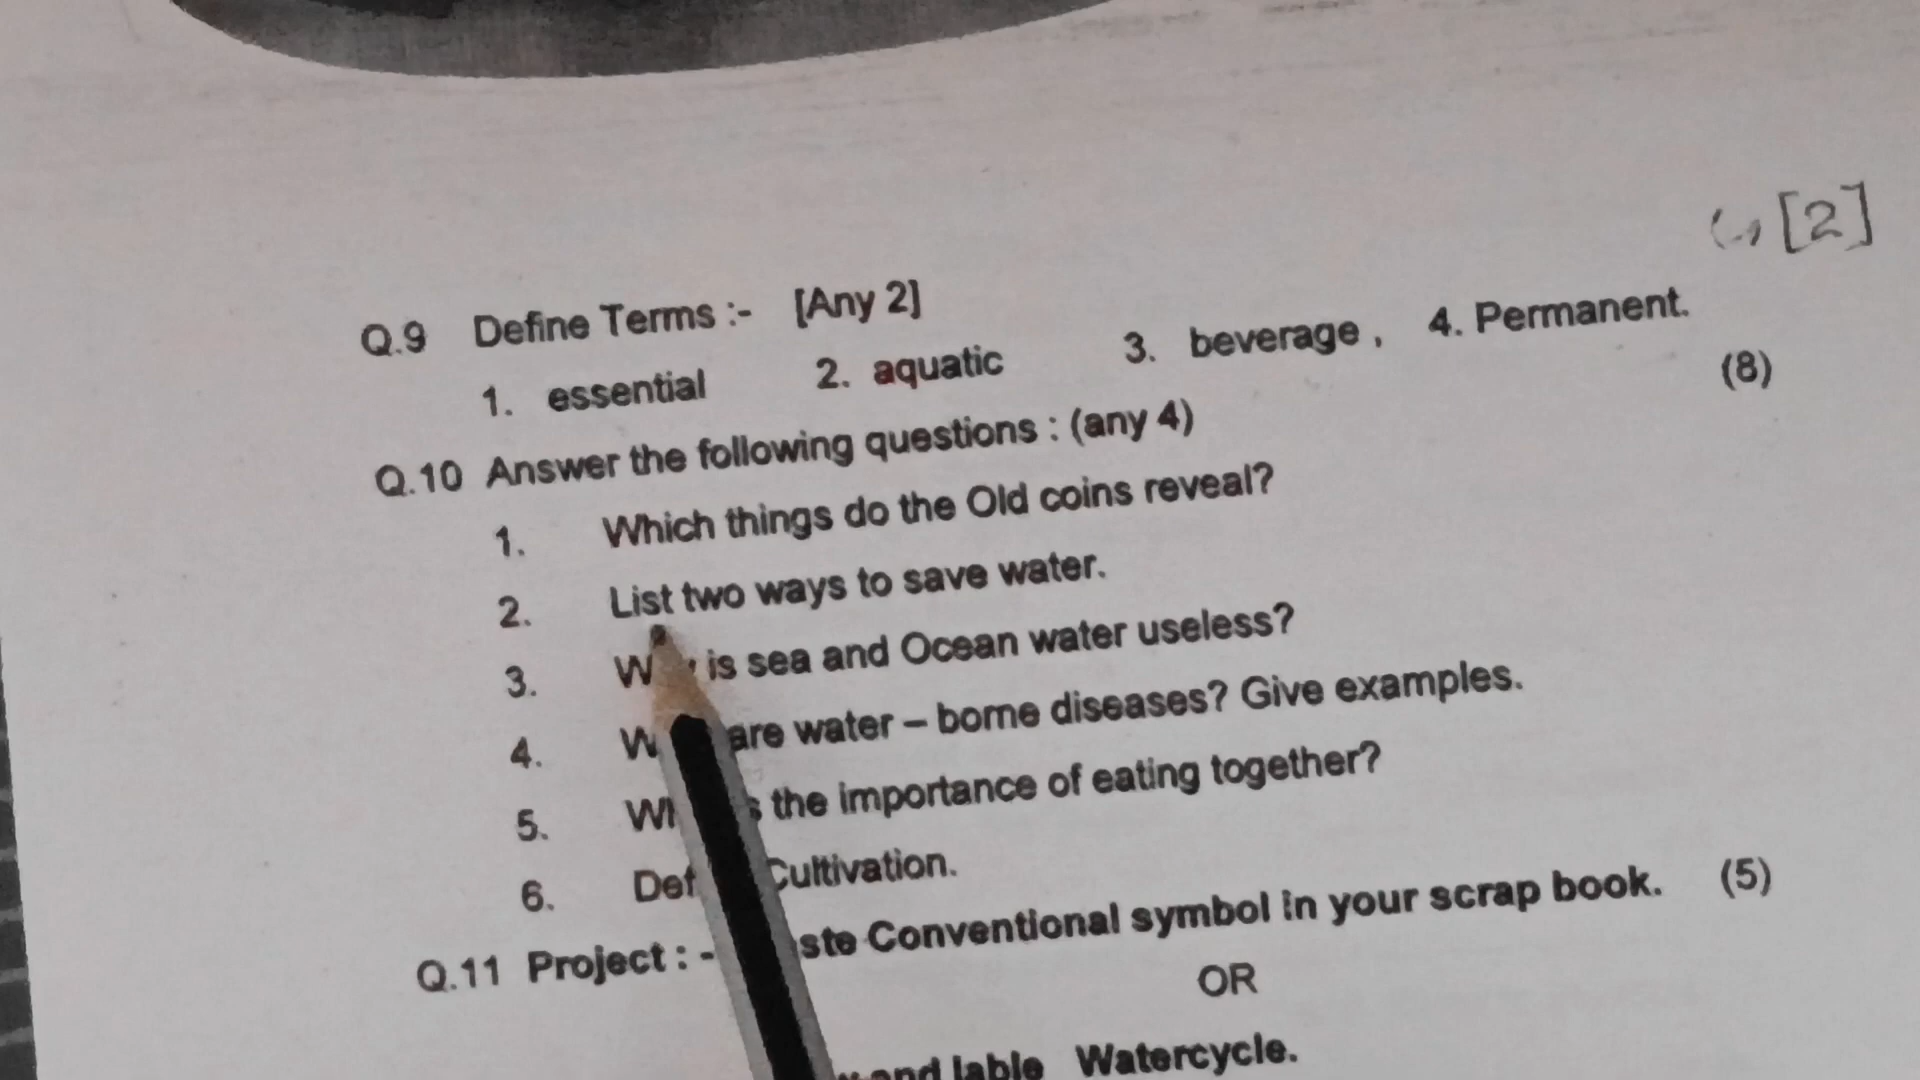 [2]
Q.9 Define Terms :- [Any 2]
1. essential 2. aquatic 3. beverage , 4. Permanent.
(8)
Q.10 Answer the following questions : (any 4)
1. Which things do the Old coins reveal?
2. List two ways to save water.
3. is sea and Ocean water useless?
4. are water – borne diseases? Give examples.
5. the importance of eating together?
6. Cultivation.
Q.11 Project : - Conventional symbol in your scrap book. (5)
OR
and lable Watercycle.